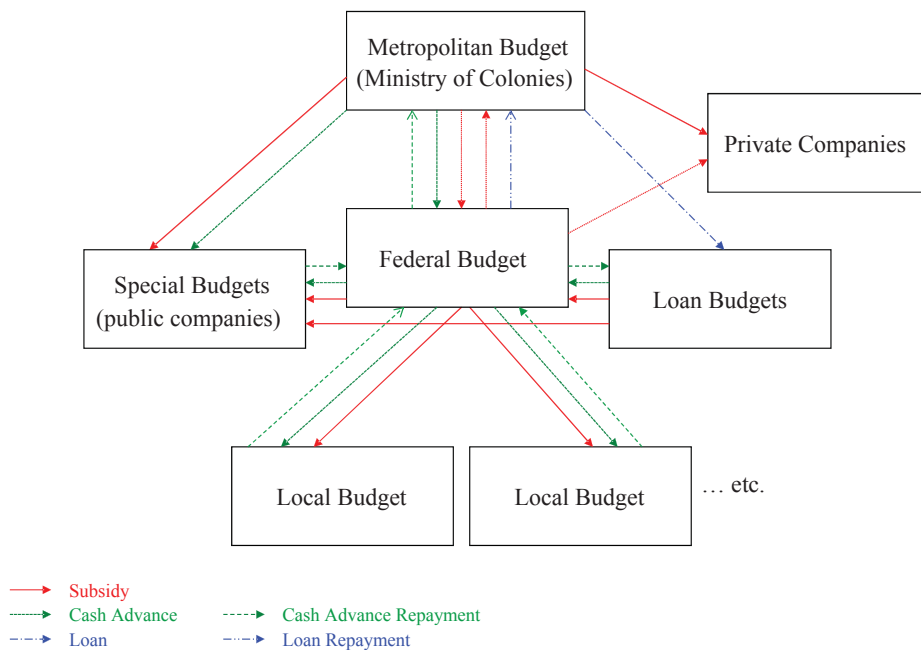 Metropolitan Budget
(Ministry of Colonies)
Private Companies
Federal Budget
Special Budgets
(public companies)
Loan Budgets
Local Budget
Local Budget
... etc.
Subsidy
Cash Advance
Cash Advance Repayment
Loan
Loan Repayment